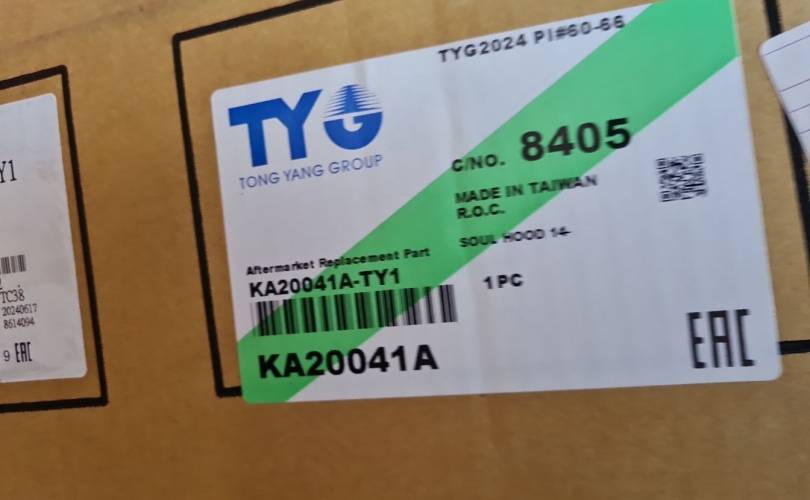 Y1
TC38
20240617
8614094
9 EAC
TYG2024 PI#60-66
TYG
TONG YANG GROUP
C/NO. 8405
MADE IN TAIWAN
R.O.C.
SOUL HOOD 14-
Aftermarket Replacement Part
KA20041A-TY1
1 PC
KA20041A
EAC